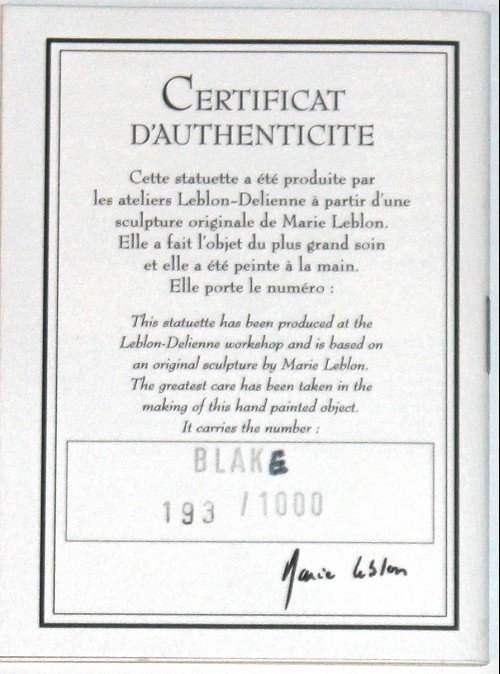 CERTIFICAT
D'AUTHENTICITE
Cette statuette a été produite par
les ateliers Leblon-Delienne à partir d'une
sculpture originale de Marie Leblon.
Elle a fait l'objet du plus grand soin
et elle a été peinte à la main.
Elle porte le numéro :
This statuette has been produced at the
Leblon-Delienne workshop and is based on
an original sculpture by Marie Leblon.
The greatest care has been taken in the
making of this hand painted object.
It carries the number :
BLAKE
193 / 1000
Marie Leblon